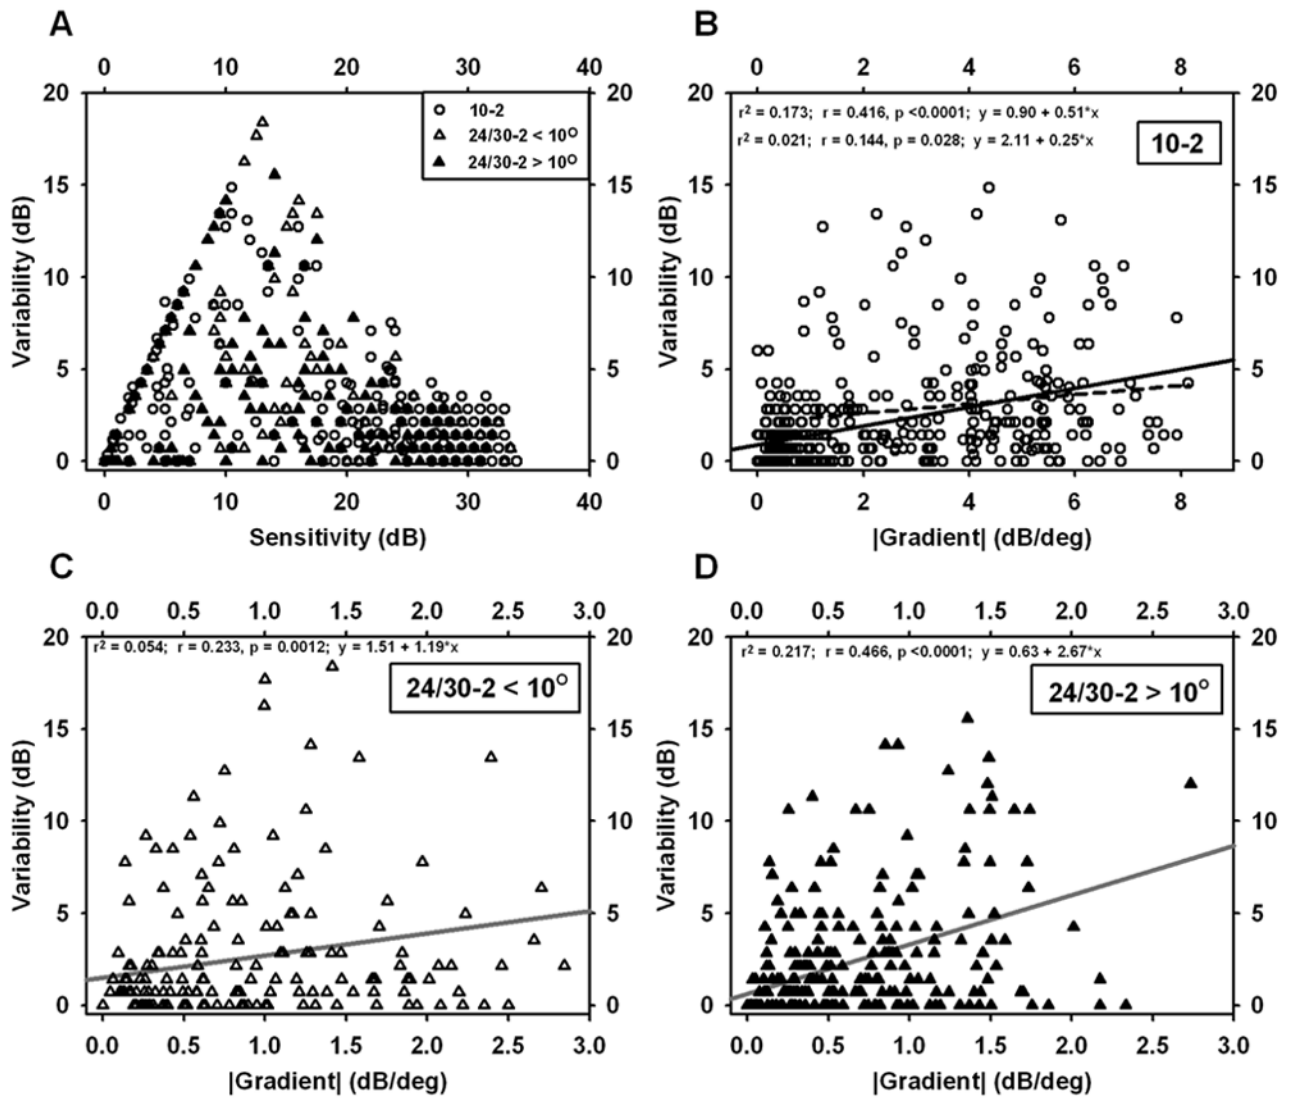 A
B
0 10 20 30 40
0 2 4 6 8
20 20
15 15
10 10
5 5
0 0
Variability (dB)
10-2
24/30-2 < 10O
24/30-2 > 10O
0 10 20 30 40
Sensitivity (dB)
20 20
15 15
10 10
5 5
0 0
Variability (dB)
r2 = 0.173; r = 0.416, p <0.0001; y = 0.90 + 0.51*x
r2 = 0.021; r = 0.144, p = 0.028; y = 2.11 + 0.25*x
10-2
0 2 4 6 8
|Gradient| (dB/deg)
C
D
0.0 0.5 1.0 1.5 2.0 2.5 3.0
0.0 0.5 1.0 1.5 2.0 2.5 3.0
20 20
15 15
10 10
5 5
0 0
Variability (dB)
r2 = 0.054; r = 0.233, p = 0.0012; y = 1.51 + 1.19*x
24/30-2 < 10O
0.0 0.5 1.0 1.5 2.0 2.5 3.0
|Gradient| (dB/deg)
20 20
15 15
10 10
5 5
0 0
Variability (dB)
r2 = 0.217; r = 0.466, p <0.0001; y = 0.63 + 2.67*x
24/30-2 > 10O
0.0 0.5 1.0 1.5 2.0 2.5 3.0
|Gradient| (dB/deg)